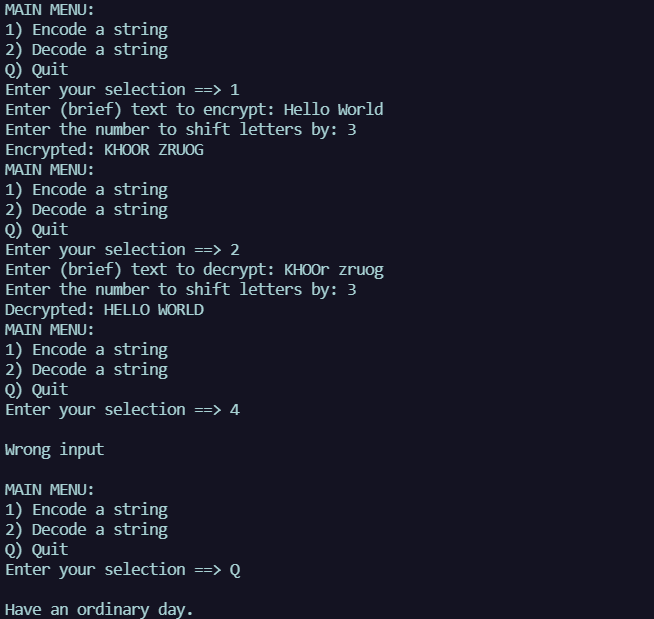 MAIN MENU:
1) Encode a string
2) Decode a string
Q) Quit
Enter your selection ==> 1
Enter (brief) text to encrypt: Hello World
Enter the number to shift letters by: 3
Encrypted: KHOOR ZRUOG
MAIN MENU:
1) Encode a string
2) Decode a string
Q) Quit
Enter your selection ==> 2
Enter (brief) text to decrypt: KHOOr zruog
Enter the number to shift letters by: 3
Decrypted: HELLO WORLD
MAIN MENU:
1) Encode a string
2) Decode a string
Q) Quit
Enter your selection ==> 4
Wrong input
MAIN MENU:
1) Encode a string
2) Decode a string
Q) Quit
Enter your selection ==> Q
Have an ordinary day.